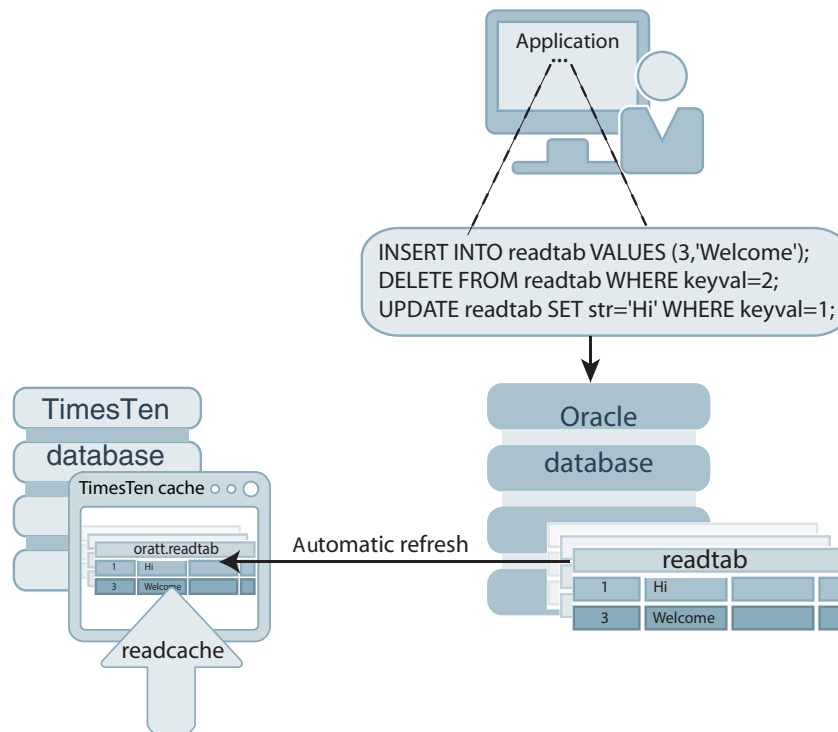 Application
...
INSERT INTO readtab VALUES (3,'Welcome');
DELETE FROM readtab WHERE keyval=2;
UPDATE readtab SET str='Hi' WHERE keyval=1;
TimesTen
database
TimesTen cache
oratt.readtab
1 Hi
3 Welcome
readcache
Automatic refresh
Oracle
database
readtab
1 Hi
3 Welcome